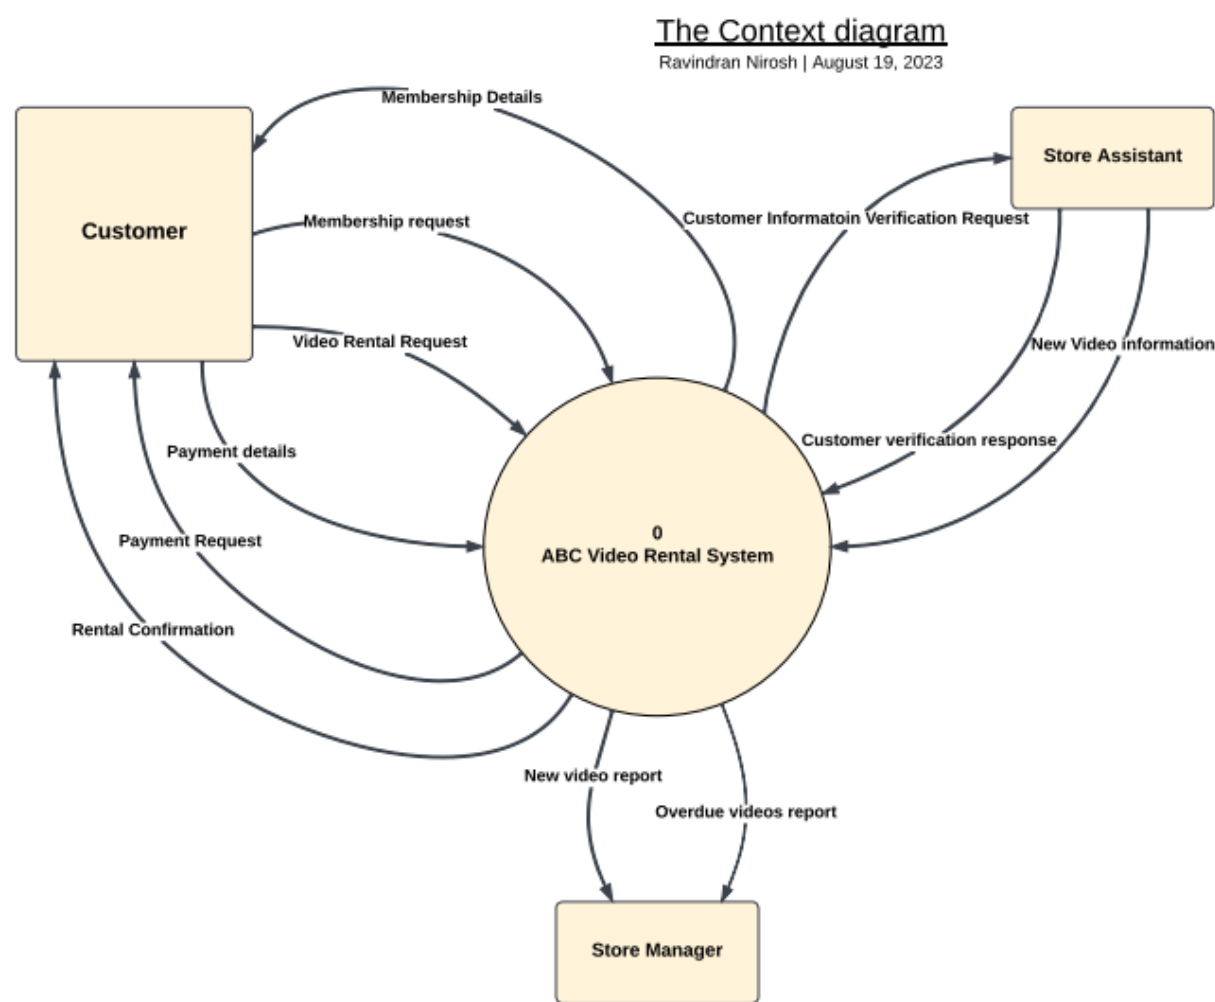 The Context diagram
Ravindran Nirosh | August 19, 2023
Membership Details
Store Assistant
Customer
Membership request
Customer Informatoin Verification Request
Video Rental Request
New Video information
Payment details
Customer verification response
Payment Request
0
ABC Video Rental System
Rental Confirmation
New video report
Overdue videos report
Store Manager